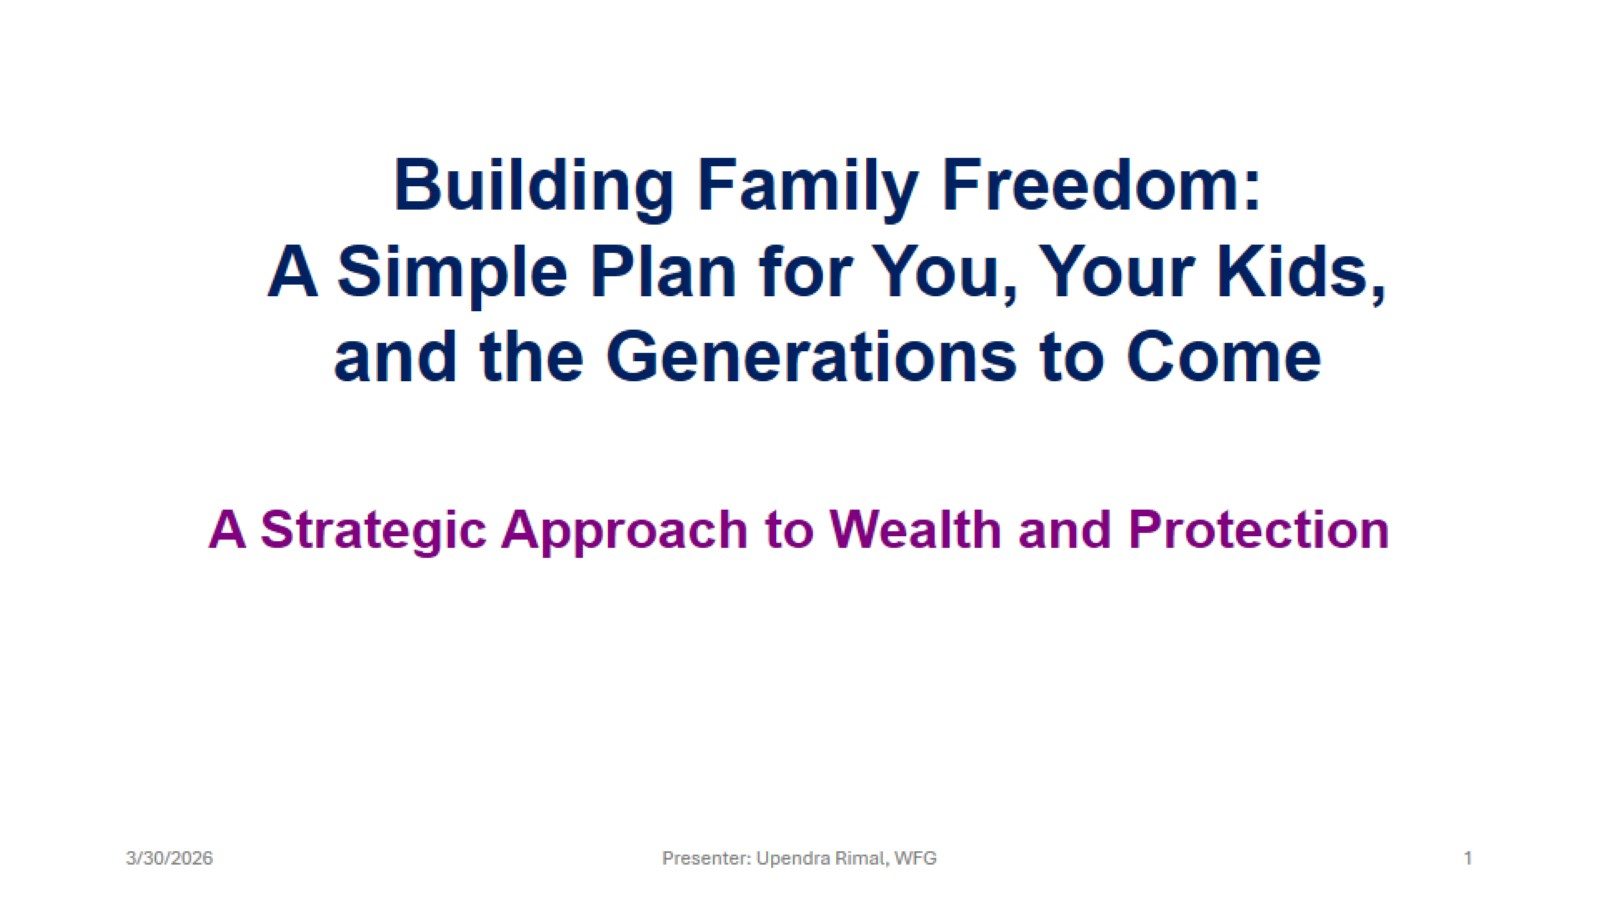 Building Family Freedom:
A Simple Plan for You, Your Kids,
and the Generations to Come
A Strategic Approach to Wealth and Protection
3/30/2026
Presenter: Upendra Rimal, WFG
1